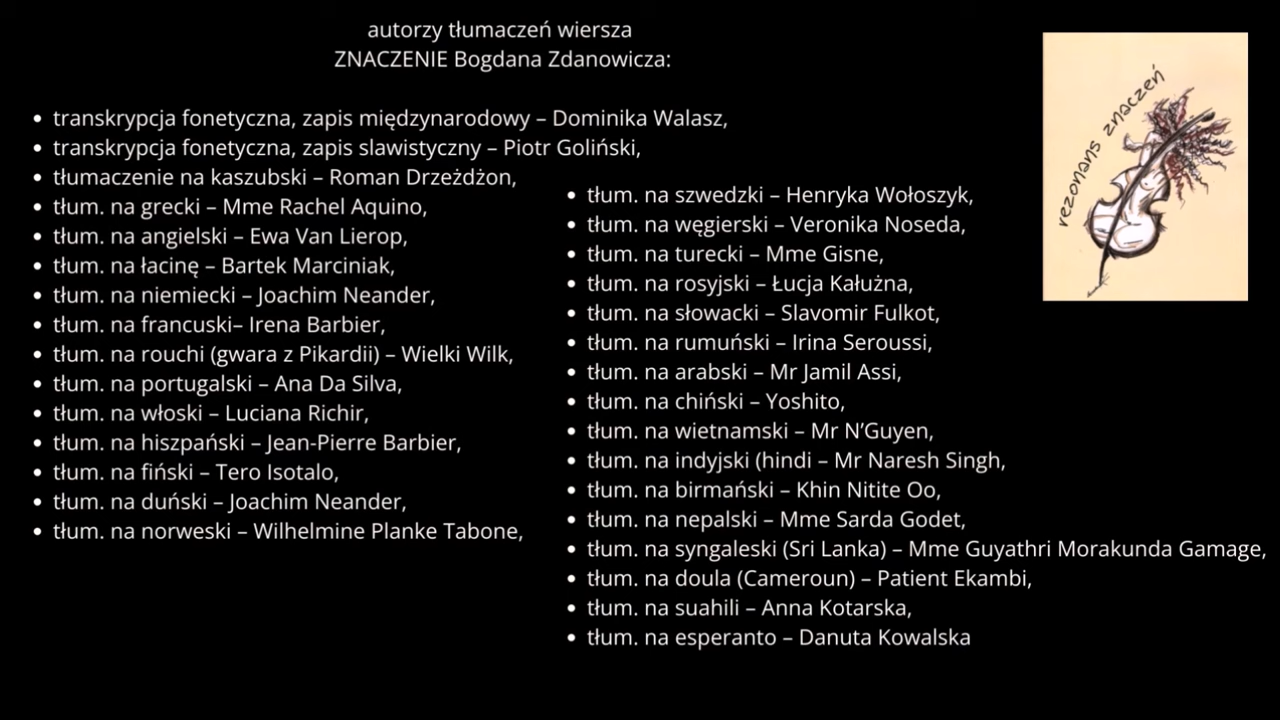 autorzy tłumaczeń wiersza
ZNACZENIE Bogdana Zdanowicza:
• transkrypcja fonetyczna, zapis międzynarodowy – Dominika Walasz,
• transkrypcja fonetyczna, zapis slawistyczny – Piotr Goliński,
• tłumaczenie na kaszubski – Roman Drzeżdżon,
• tłum. na grecki – Mme Rachel Aquino,
• tłum. na angielski – Ewa Van Lierop,
• tłum. na łacinę – Bartek Marciniak,
• tłum. na niemiecki – Joachim Neander,
• tłum. na francuski– Irena Barbier,
• tłum. na rouchi (gwara z Pikardii) – Wielki Wilk,
• tłum. na portugalski – Ana Da Silva,
• tłum. na włoski – Luciana Richir,
• tłum. na hiszpański – Jean-Pierre Barbier,
• tłum. na fiński – Tero Isotalo,
• tłum. na duński – Joachim Neander,
• tłum. na norweski – Wilhelmine Planke Tabone,
• tłum. na szwedzki – Henryka Wołoszyk,
• tłum. na węgierski – Veronika Noseda,
• tłum. na turecki – Mme Gisne,
• tłum. na rosyjski – Łucja Kałużna,
• tłum. na słowacki – Slavomir Fulkot,
• tłum. na rumuński – Irina Seroussi,
• tłum. na arabski – Mr Jamil Assi,
• tłum. na chiński – Yoshito,
• tłum. na wietnamski – Mr N’Guyen,
• tłum. na indyjski (hindi – Mr Naresh Singh,
• tłum. na birmański – Khin Nitite Oo,
• tłum. na nepalski – Mme Sarda Godet,
• tłum. na syngaleski (Sri Lanka) – Mme Guyathri Morakunda Gamage,
• tłum. na doula (Cameroun) – Patient Ekambi,
• tłum. na suahili – Anna Kotarska,
• tłum. na esperanto – Danuta Kowalska
rezonans znaczeń